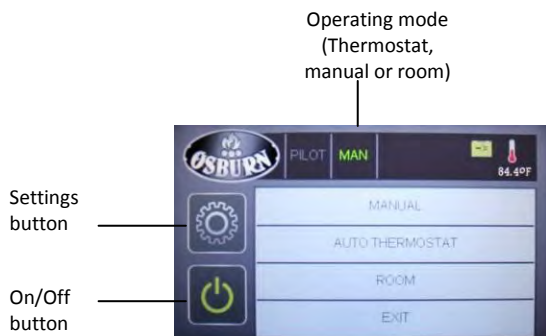 Operating mode
(Thermostat,
manual or room)
OSBURN
PILOT MAN
84.4ºF
Settings
button
MANUAL
AUTO THERMOSTAT
ROOM
On/Off
button
EXIT